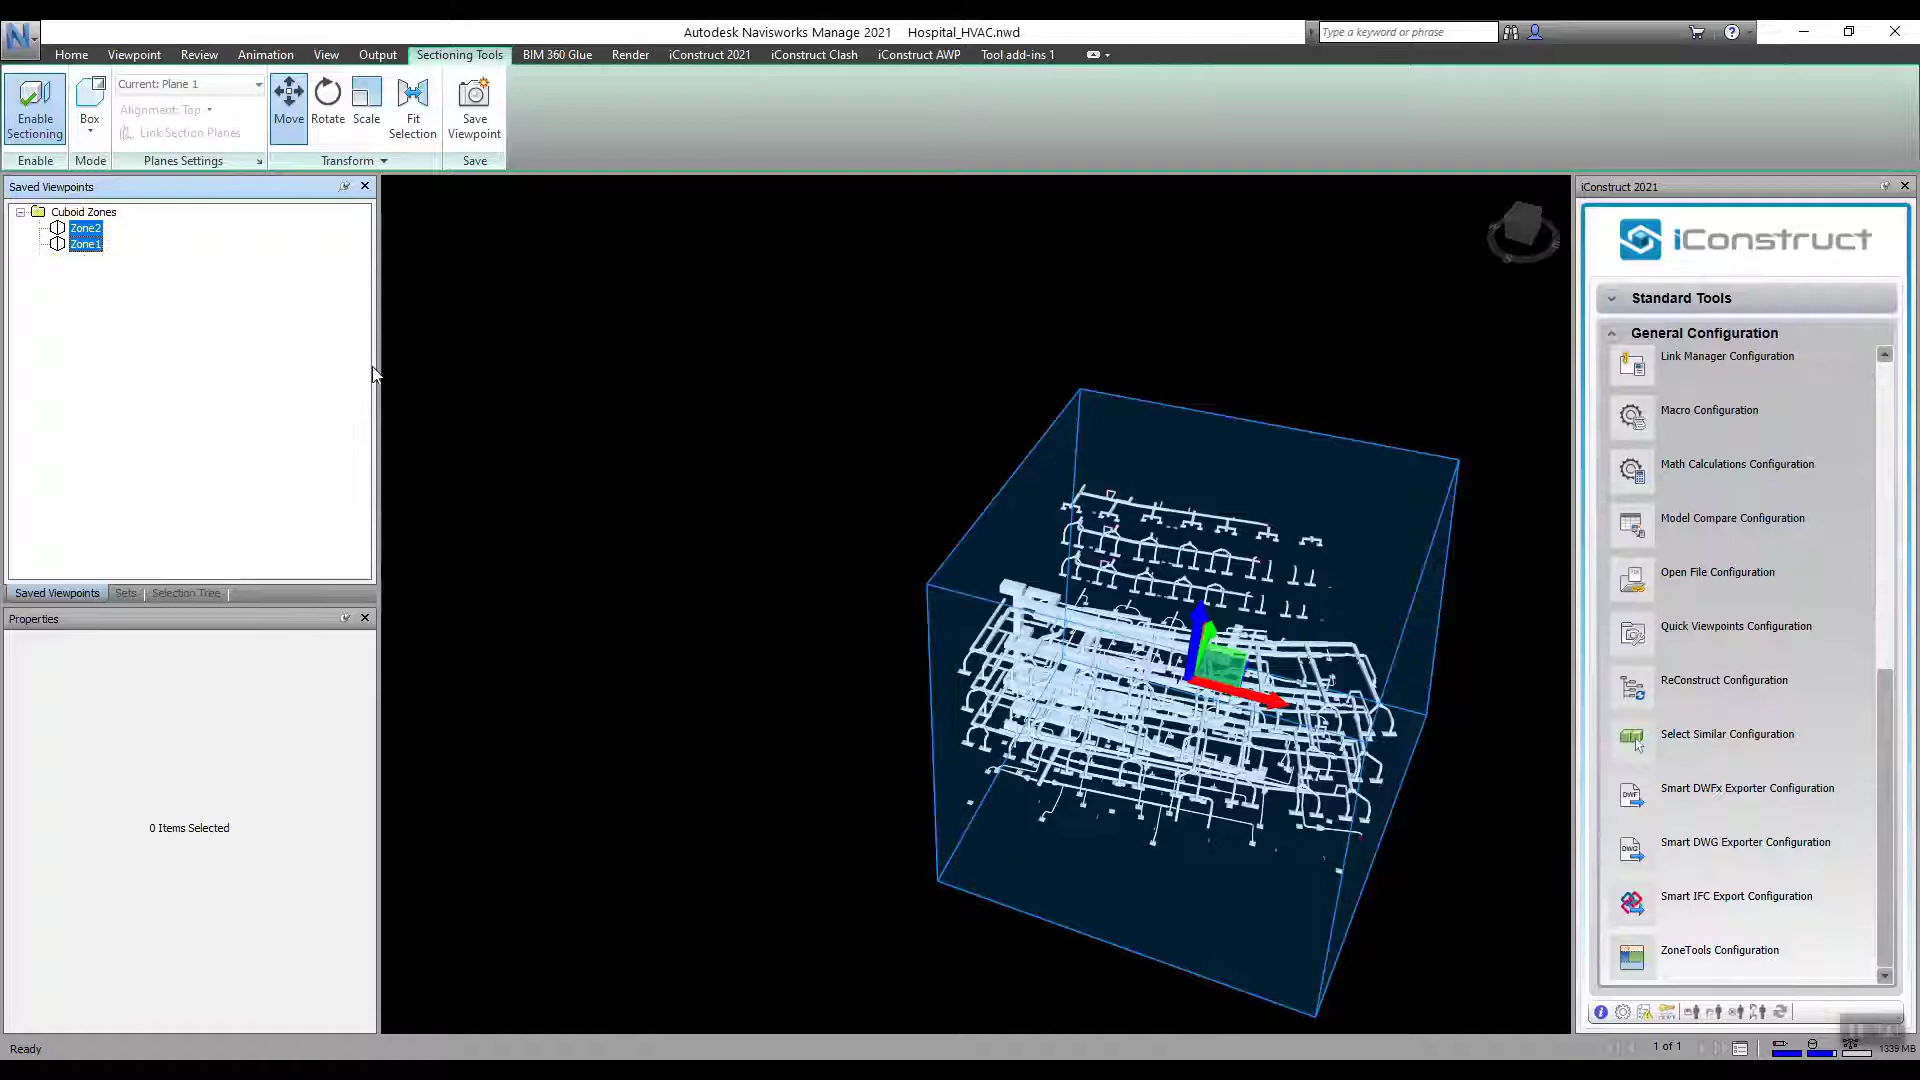 Autodesk Navisworks Manage 2021 Hospital_HVAC.nwd
Type a keyword or phrase
Home Viewpoint Review Animation View Output Sectioning Tools BIM 360 Glue Render iConstruct 2021 iConstruct Clash iConstruct AWP Tool add-ins 1
Enable Sectioning
Box
Current: Plane 1
Alignment: Top
Link Section Planes
Move
Rotate
Scale
Fit Selection
Save Viewpoint
Enable
Mode
Planes Settings
Transform
Save
Saved Viewpoints
Cuboid Zones
Zone2
Zone1
Saved Viewpoints Sets Selection Tree
Properties
0 Items Selected
iConstruct 2021
iConstruct
Standard Tools
General Configuration
Link Manager Configuration
Macro Configuration
Math Calculations Configuration
Model Compare Configuration
Open File Configuration
Quick Viewpoints Configuration
ReConstruct Configuration
Select Similar Configuration
DWF
Smart DWFx Exporter Configuration
DWG
Smart DWG Exporter Configuration
Smart IFC Export Configuration
ZoneTools Configuration
Ready
1 of 1
1339 MB